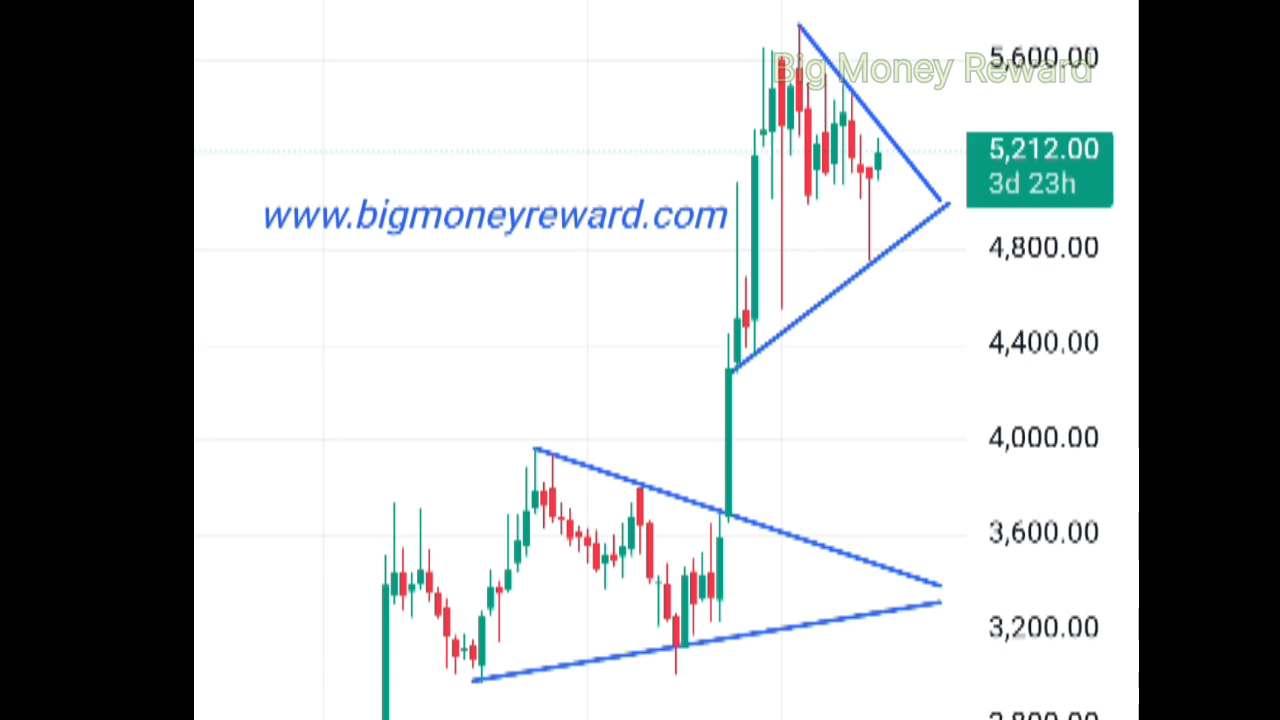 Big Money Reward
5,600.00
5,212.00
3d 23h
www.bigmoneyreward.com
4,800.00
4,400.00
4,000.00
3,600.00
3,200.00